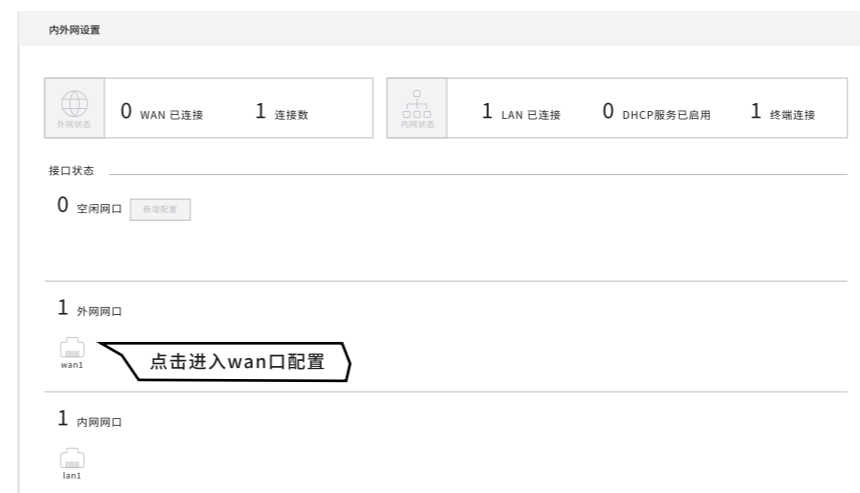 内外网设置
0 WAN 已连接 1 连接数 1 LAN 已连接 0 DHCP服务已启用 1 终端连接
外网状态 内网状态
接口状态
0 空闲网口 新增配置
1 外网网口
点击进入wan口配置
wan1
1 内网网口
lan1